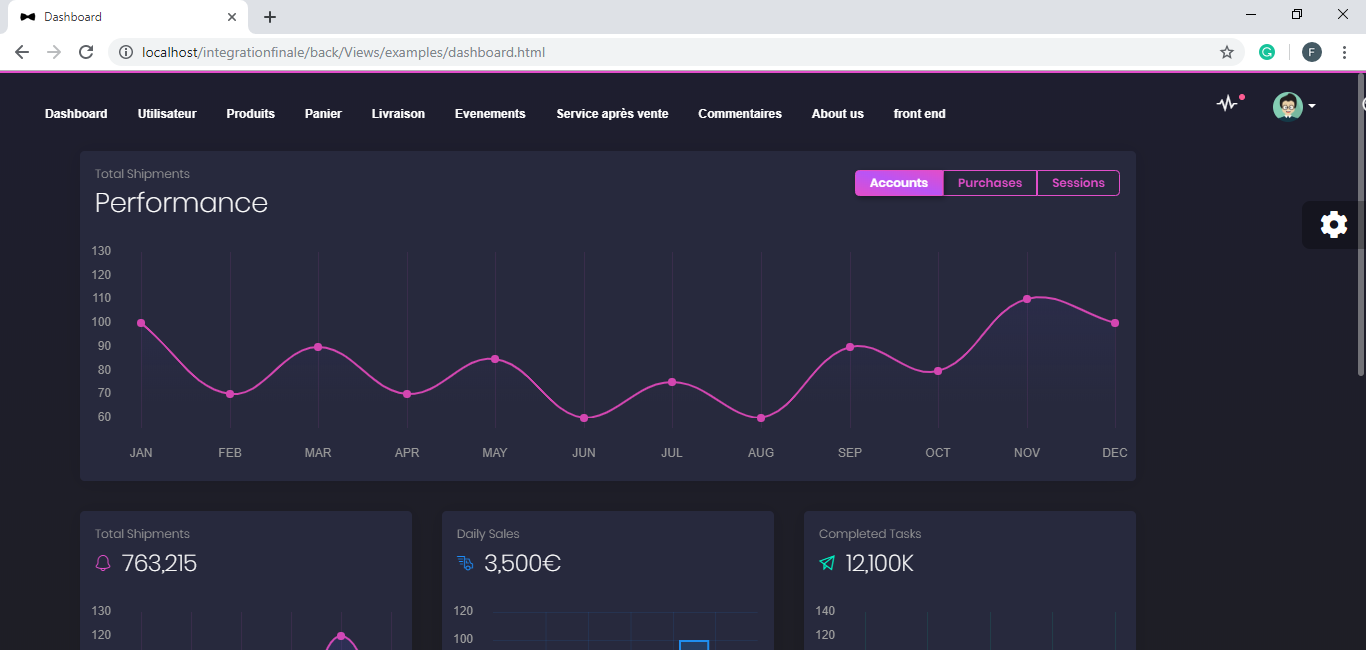 Dashboard
localhost/integrationfinale/back/Views/examples/dashboard.html
F
Dashboard Utilisateur Produits Panier Livraison Evenements Service après vente Commentaires About us front end
Total Shipments
Performance
Accounts Purchases Sessions
130
120
110
100
90
80
70
60
JAN FEB MAR APR MAY JUN JUL AUG SEP OCT NOV DEC
Total Shipments
763,215
130
120
Daily Sales
3,500€
120
100
Completed Tasks
12,100K
140
120